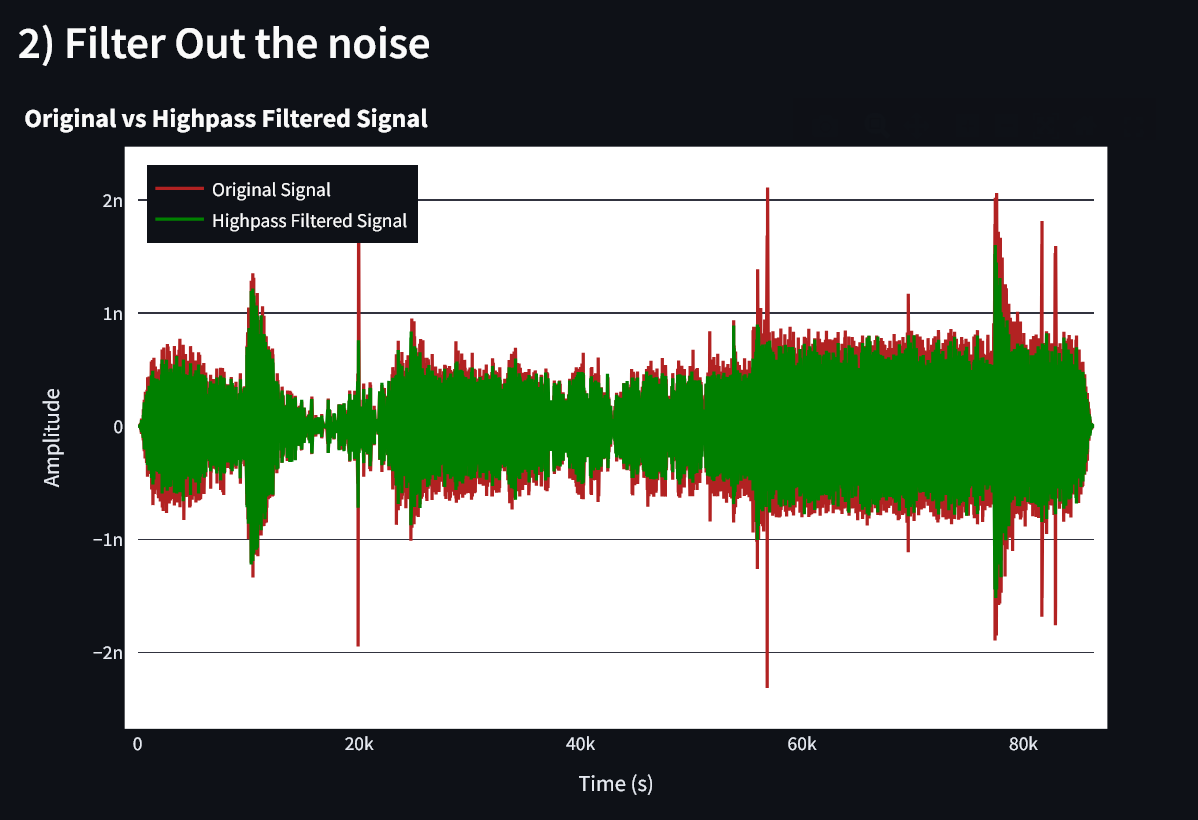 2) Filter Out the noise
Original vs Highpass Filtered Signal
Original Signal
Highpass Filtered Signal
2n
1n
0
−1n
−2n
Amplitude
0
20k
40k
60k
80k
Time (s)